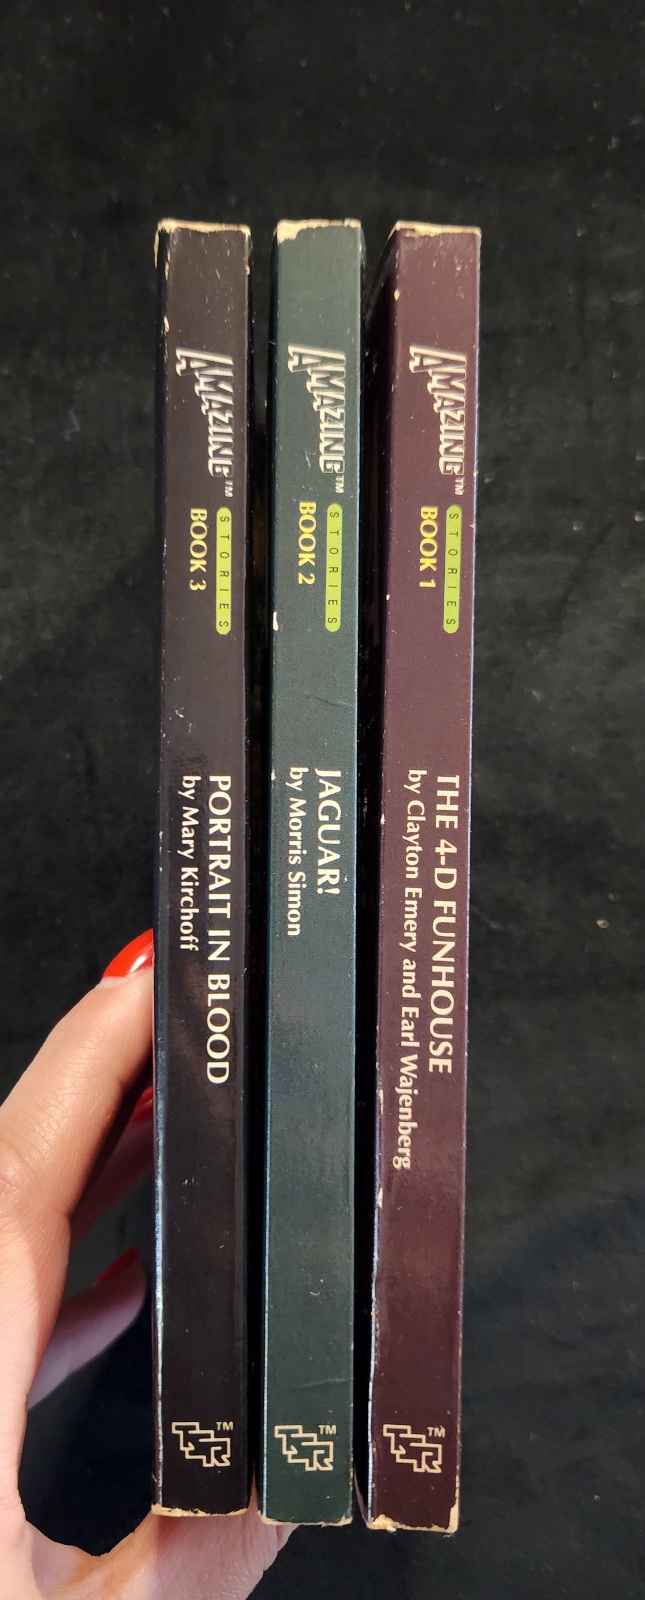 AMAZING™
STORIES
BOOK 3
PORTRAIT IN BLOOD
by Mary Kirchoff
TSR™
AMAZING™
STORIES
BOOK 2
JAGUAR!
by Morris Simon
TSR™
AMAZING™
STORIES
BOOK 1
THE 4-D FUNHOUSE
by Clayton Emery and Earl Wajenberg
TSR™